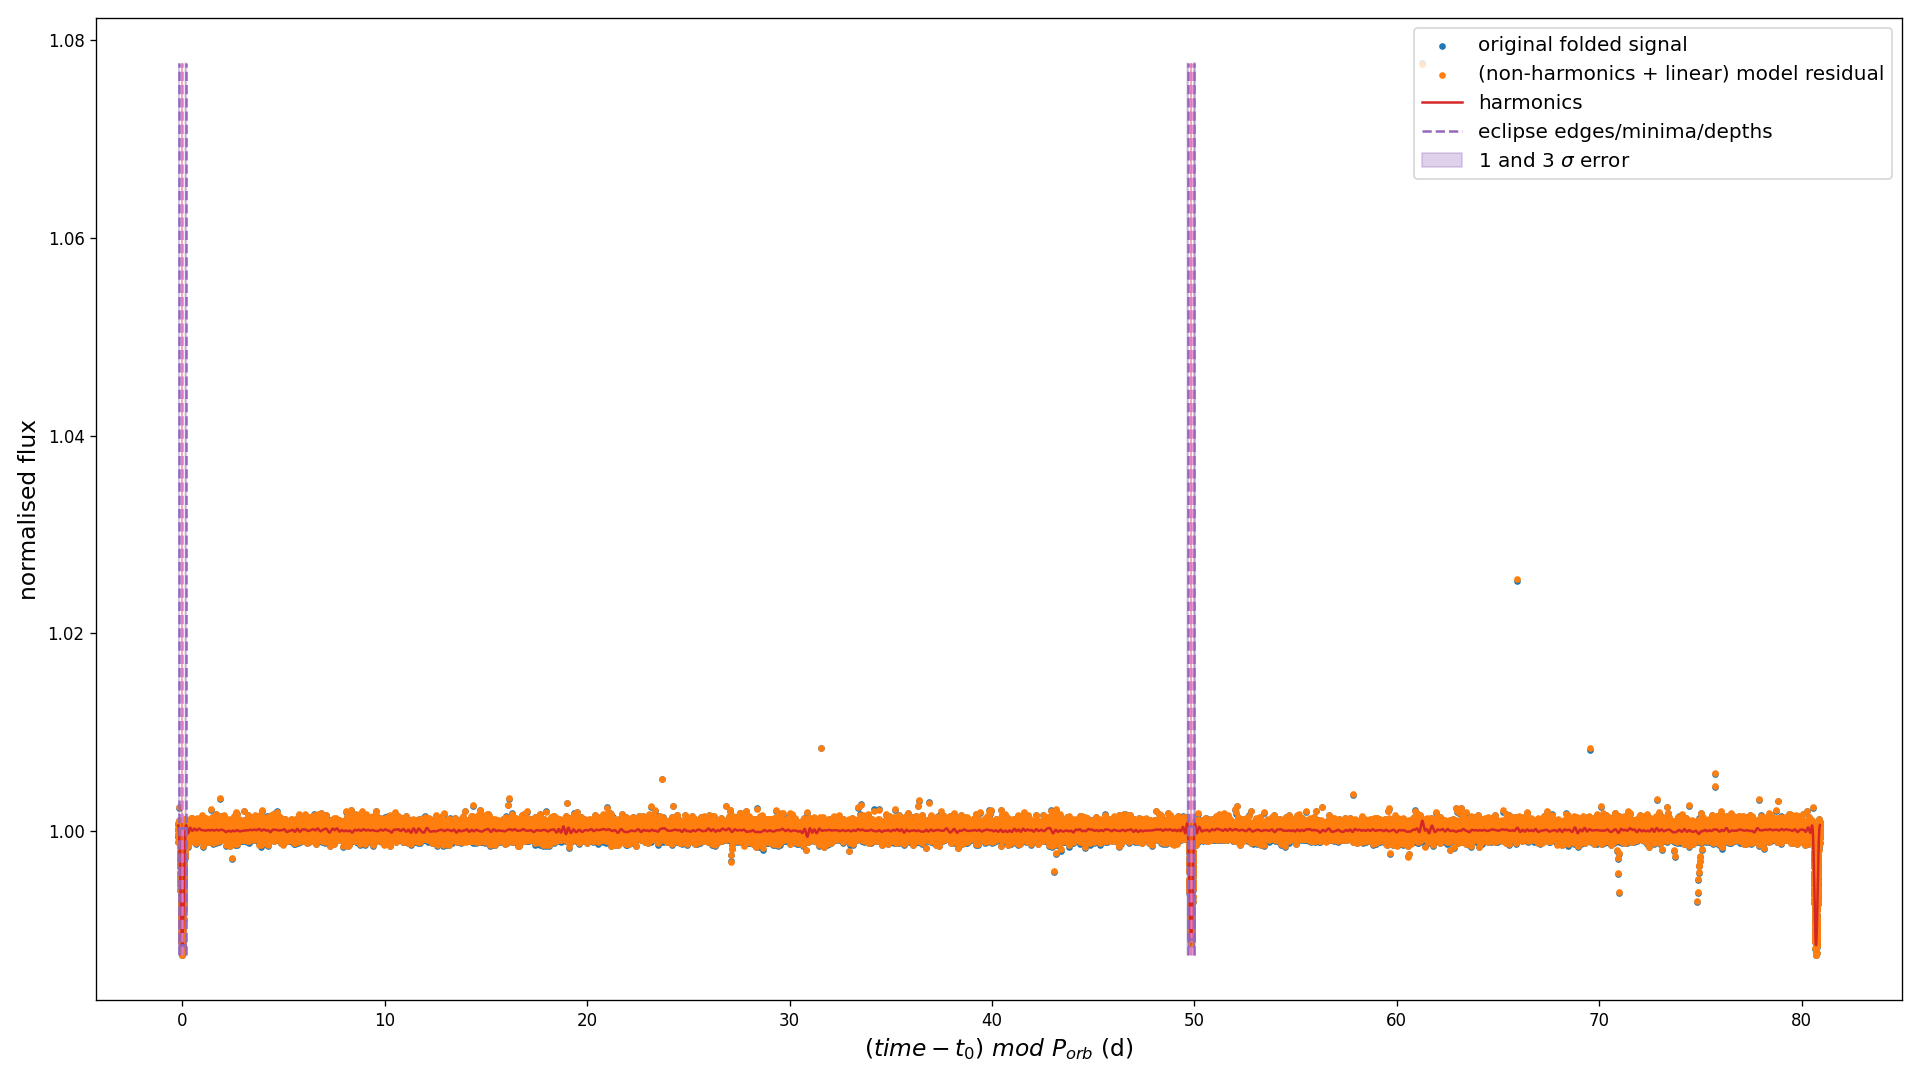 original folded signal
(non-harmonics + linear) model residual
harmonics
eclipse edges/minima/depths
1 and 3 σ error
normalised flux
1.08
1.06
1.04
1.02
1.00
0 10 20 30 40 50 60 70 80
(time − t₀) mod Pₒᵣb (d)